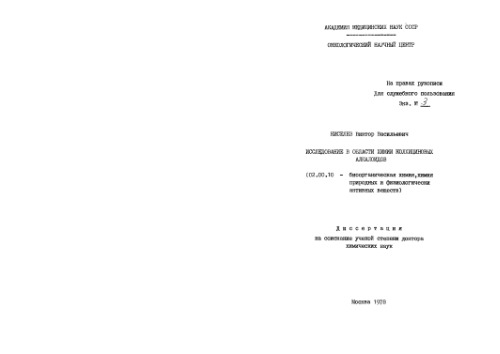 АКАДЕМИЯ МЕДИЦИНСКИХ НАУК СССР
ОНКОЛОГИЧЕСКИЙ НАУЧНЫЙ ЦЕНТР
На правах рукописи
Для служебного пользования
Экз. № 3
КИСЕЛЕВ Виктор Васильевич
ИССЛЕДОВАНИЕ В ОБЛАСТИ ХИМИИ КОЛХИЦИНОВЫХ
АЛКАЛОИДОВ
(02.00.10 - биоорганическая химия, химия
природных и физиологически
активных веществ)
Диссертация
на соискание ученой степени доктора
химических наук
Москва 1978